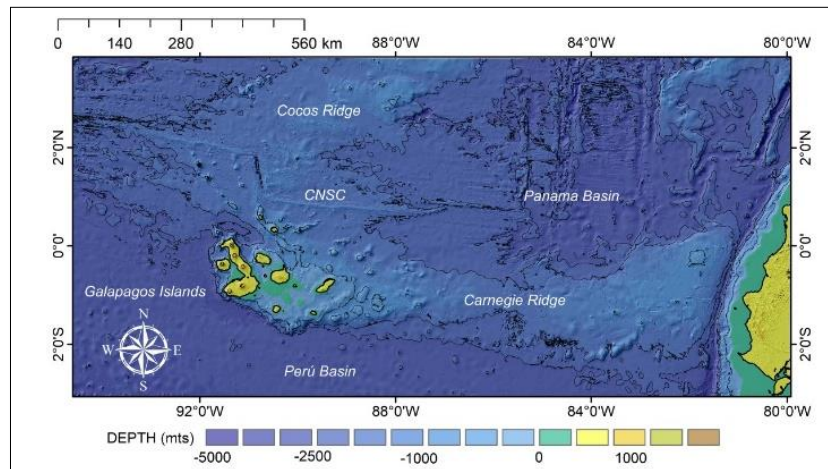 0 140 280 560 km
88°0'W 84°0'W 80°0'W
Cocos Ridge
2°0'N 2°0'N
CNSC Panama Basin
0°0' 0°0'
Galapagos Islands Carnegie Ridge
N
W E
S
2°0'S 2°0'S
Perú Basin
92°0'W 88°0'W 84°0'W 80°0'W
DEPTH (mts)
-5000 -2500 -1000 0 1000